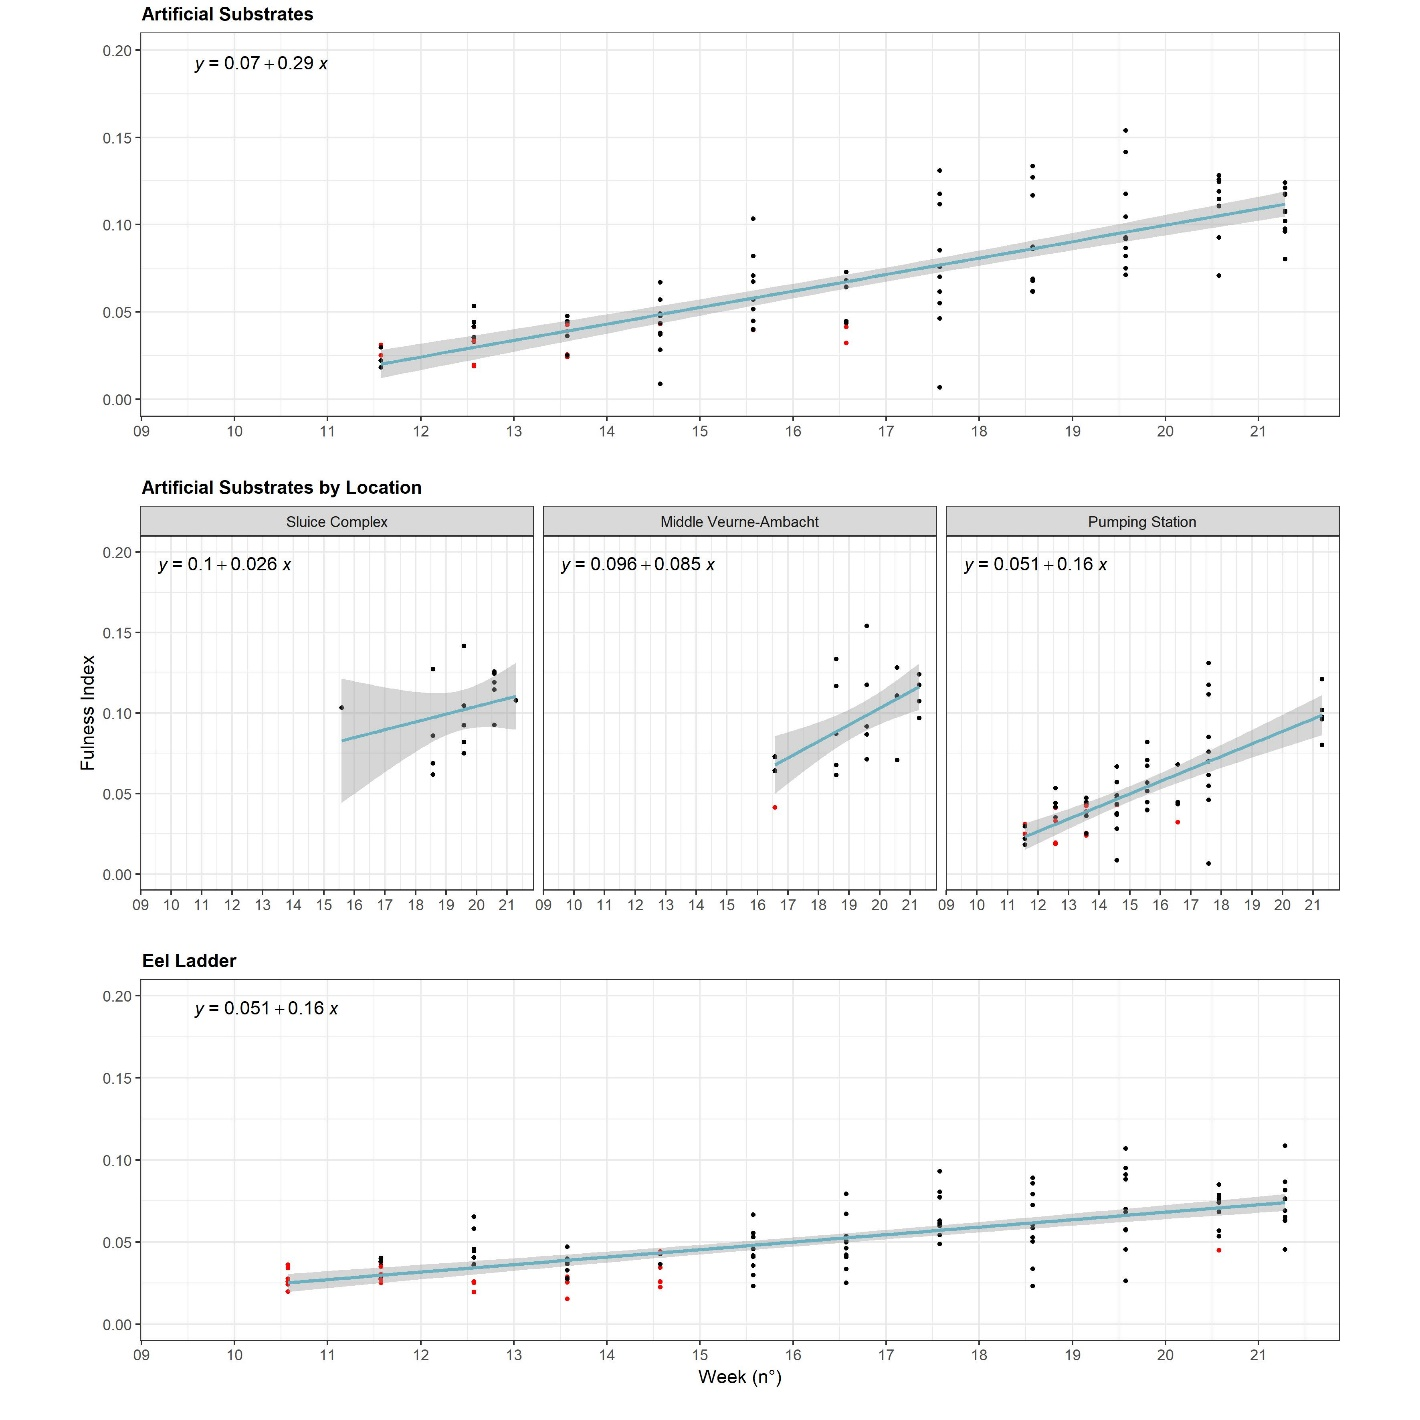 Artificial Substrates
y = 0.07 + 0.29 x
0.20
0.15
0.10
0.05
0.00
09 10 11 12 13 14 15 16 17 18 19 20 21
Artificial Substrates by Location
Sluice Complex Middle Veurne-Ambacht Pumping Station
y = 0.1 + 0.026 x y = 0.096 + 0.085 x y = 0.051 + 0.16 x
Fulness Index
0.20
0.15
0.10
0.05
0.00
09 10 11 12 13 14 15 16 17 18 19 20 21 09 10 11 12 13 14 15 16 17 18 19 20 21 09 10 11 12 13 14 15 16 17 18 19 20 21
Eel Ladder
y = 0.051 + 0.16 x
0.20
0.15
0.10
0.05
0.00
09 10 11 12 13 14 15 16 17 18 19 20 21
Week (n°)